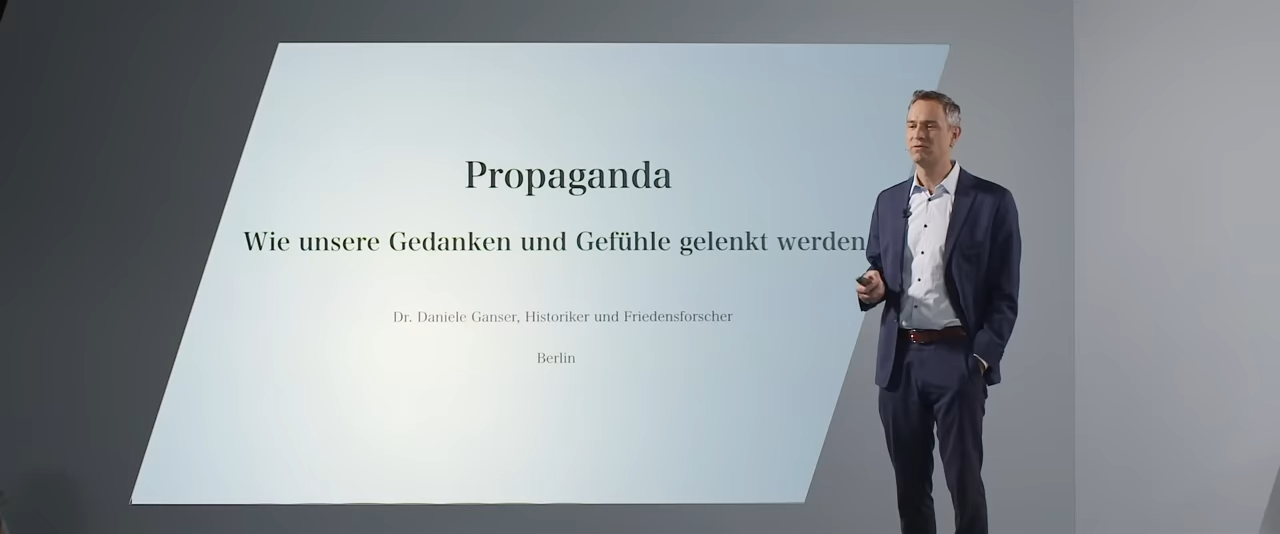 Propaganda
Wie unsere Gedanken und Gefühle gelenkt werden
Dr. Daniele Ganser, Historiker und Friedensforscher
Berlin